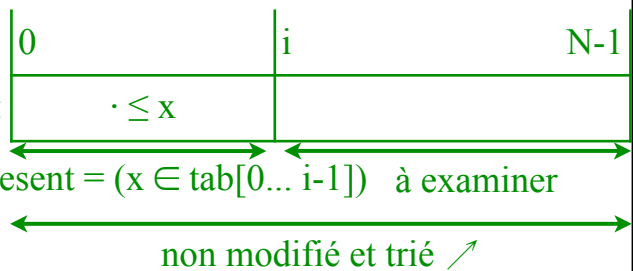 0 i N-1
· ≤ x
esent = (x ∈ tab[0... i-1]) à examiner
non modifié et trié ↗